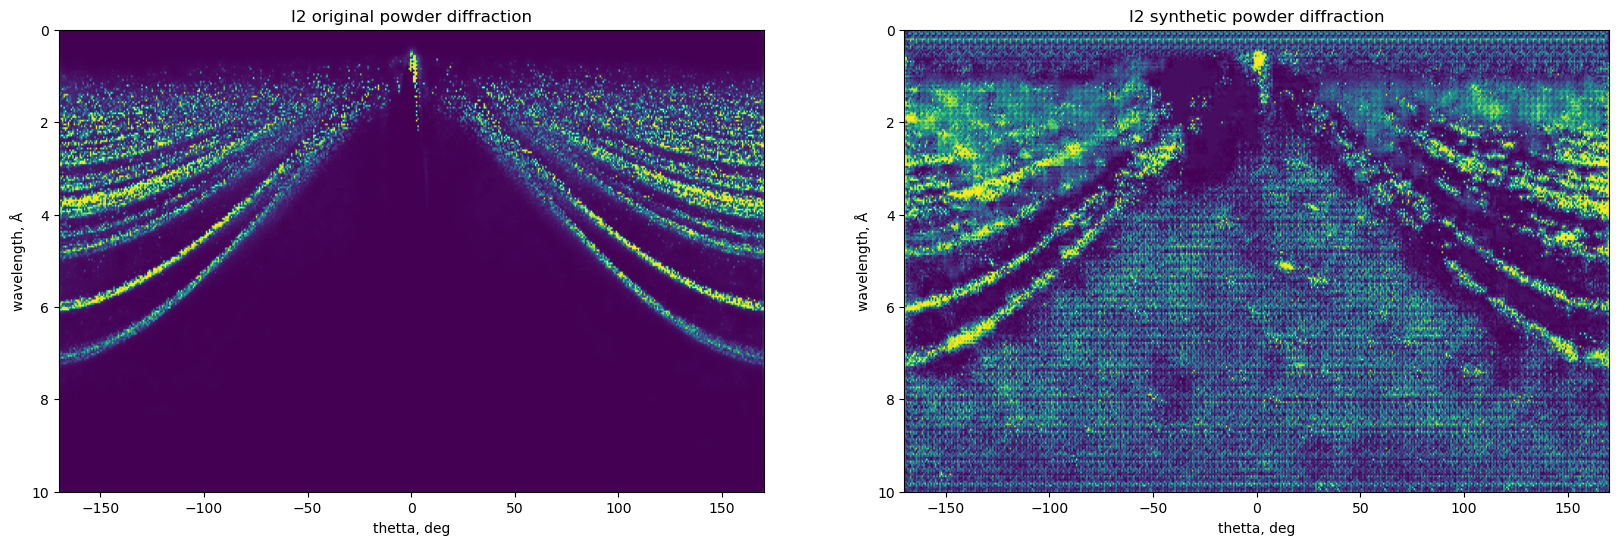 I2 original powder diffraction
0
2
4
6
8
10
wavelength, Å
−150 −100 −50 0 50 100 150
thetta, deg
I2 synthetic powder diffraction
0
2
4
6
8
10
wavelength, Å
−150 −100 −50 0 50 100 150
thetta, deg